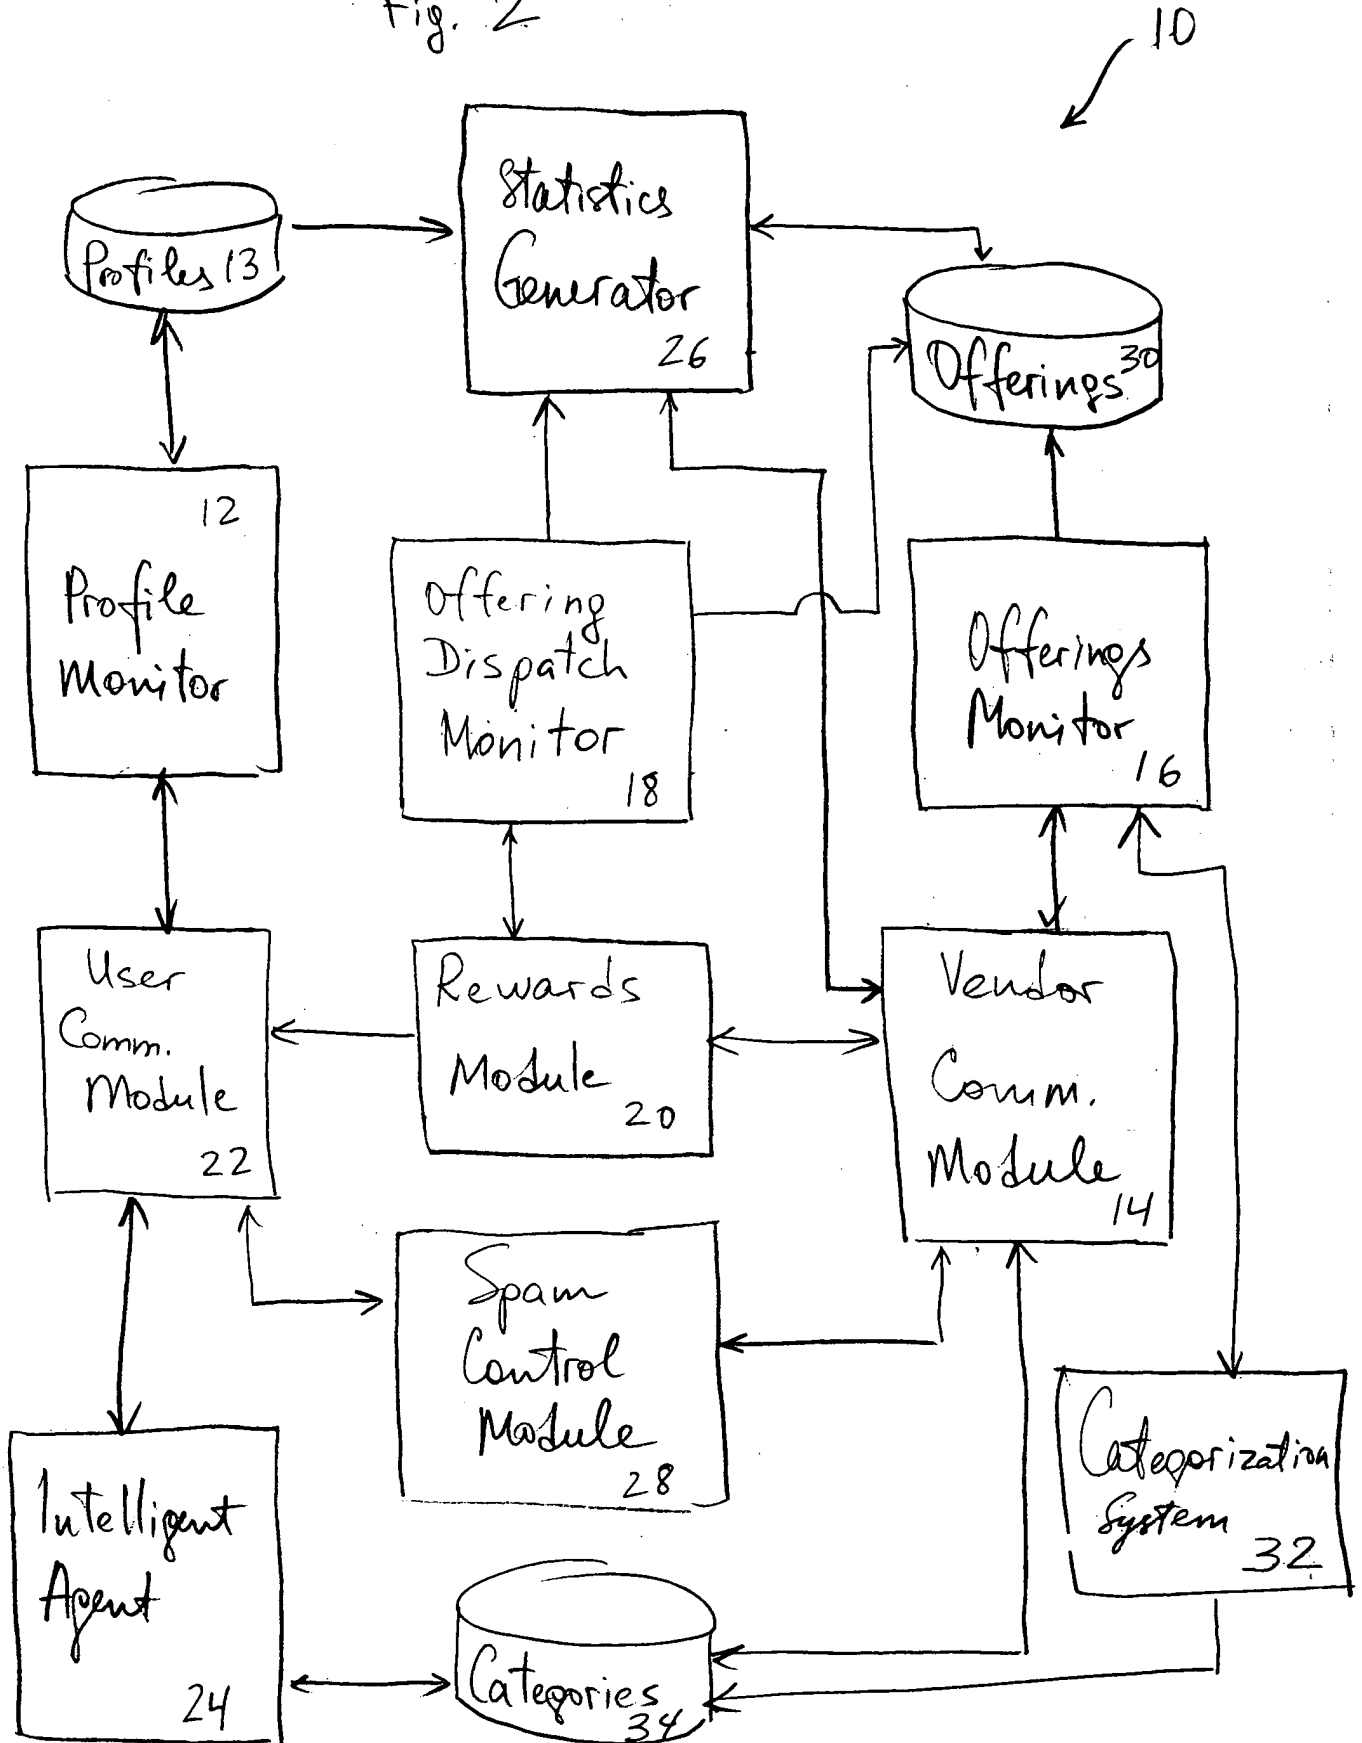 Fig. 2
10
Statistics
Generator
26
Profiles 13
Offerings 30
12
Profile
Monitor
Offering
Dispatch
Monitor
18
Offerings
Monitor
16
User
Comm.
Module
22
Rewards
Module
20
Vendor
Comm.
Module
14
Spam
Control
Module
28
Categorization
System
32
Intelligent
Agent
24
Categories
34